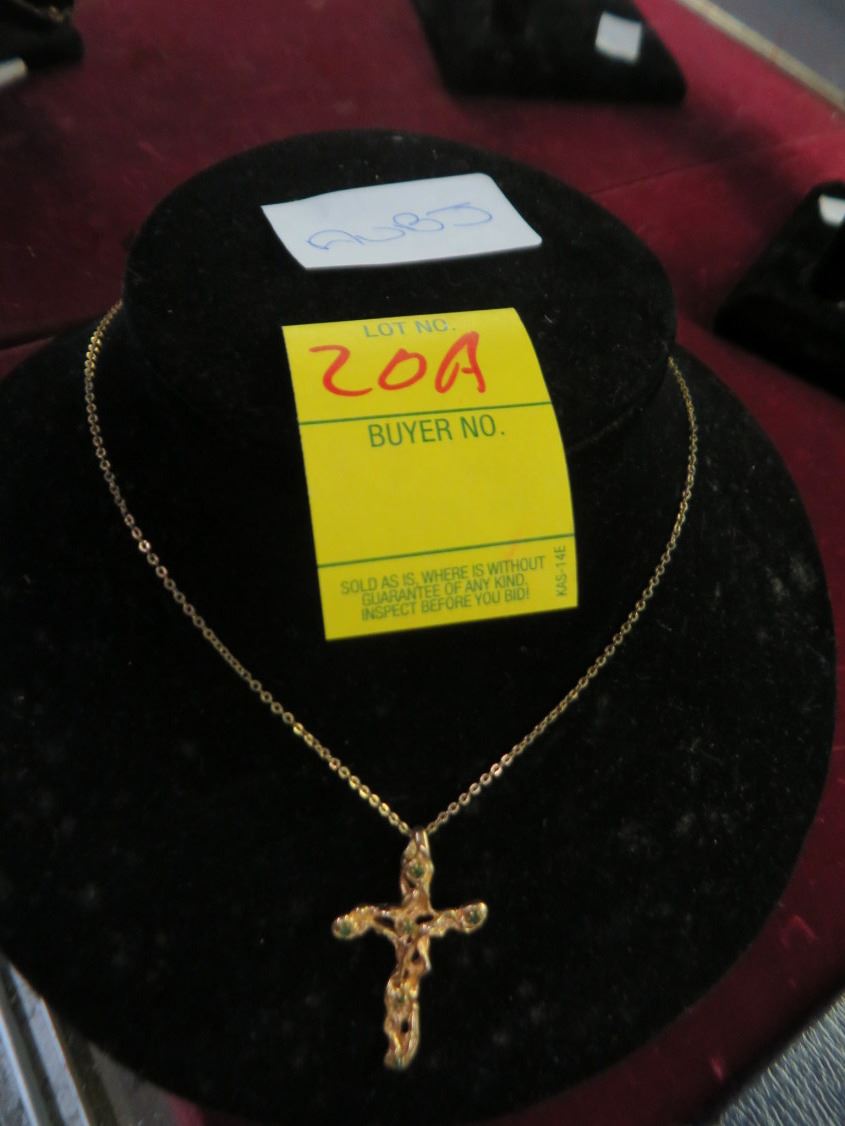 LOT NO.
20A
BUYER NO.
SOLD AS IS, WHERE IS WITHOUT
GUARANTEE OF ANY KIND,
INSPECT BEFORE YOU BID!
KAS-14E